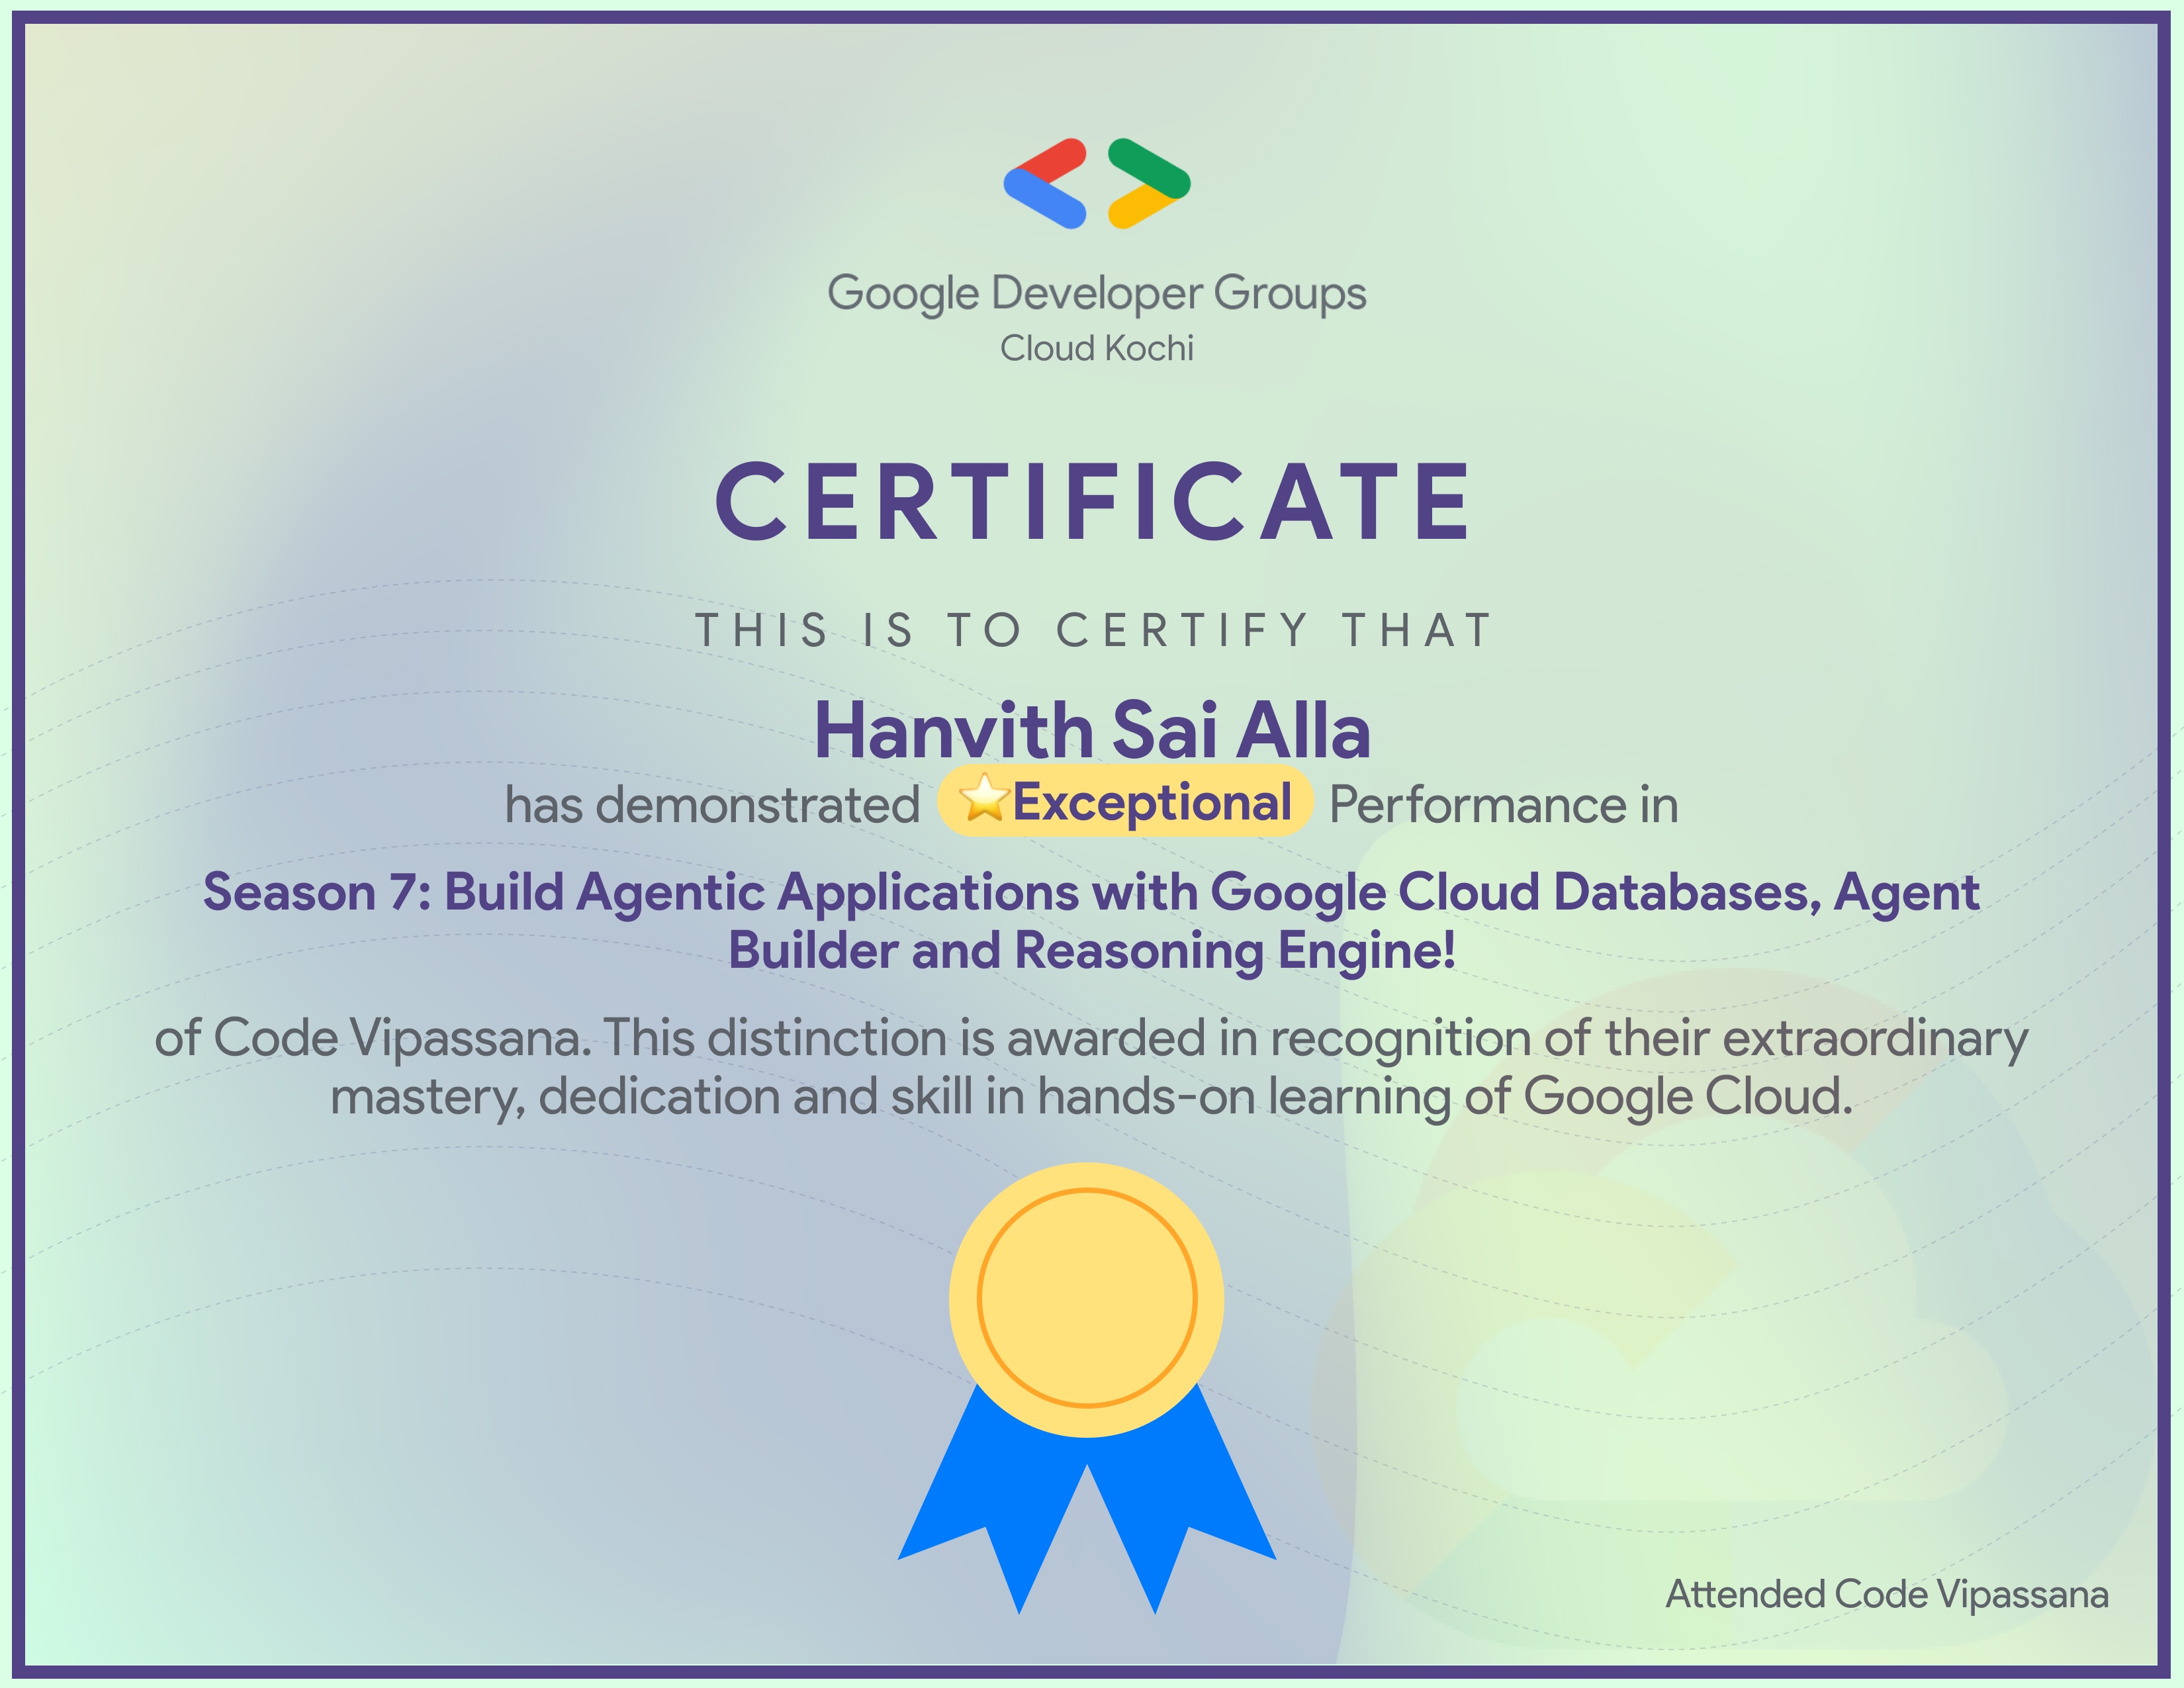 Google Developer Groups
Cloud Kochi
CERTIFICATE
THIS IS TO CERTIFY THAT
Hanvith Sai Alla
has demonstrated ⭐Exceptional Performance in
Season 7: Build Agentic Applications with Google Cloud Databases, Agent
Builder and Reasoning Engine!
of Code Vipassana. This distinction is awarded in recognition of their extraordinary
mastery, dedication and skill in hands-on learning of Google Cloud.
Attended Code Vipassana